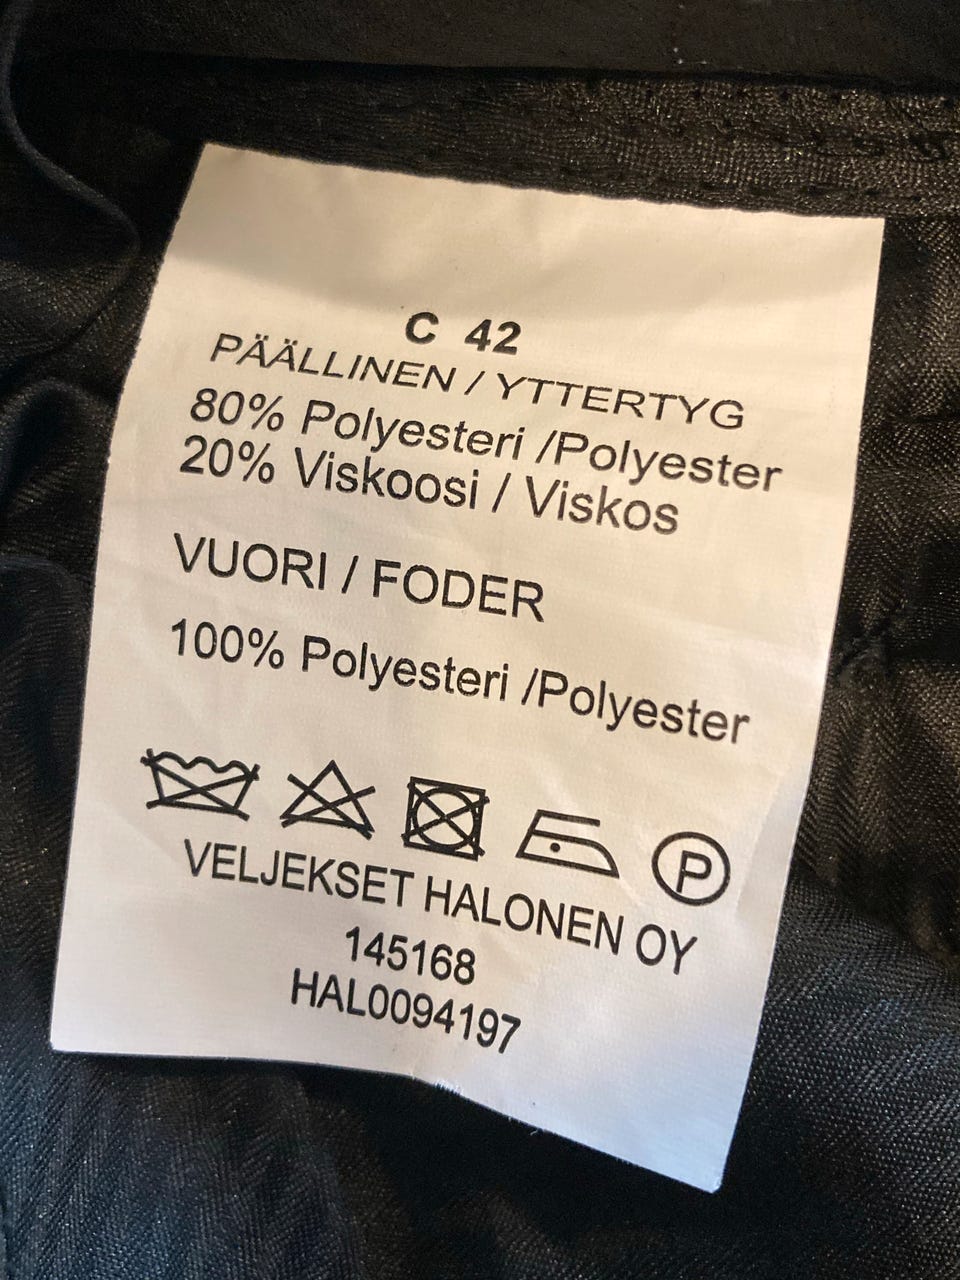 C 42
PÄÄLLINEN / YTTERTYG
80% Polyesteri /Polyester
20% Viskoosi / Viskos
VUORI / FODER
100% Polyesteri /Polyester
P
VELJEKSET HALONEN OY
145168
HAL0094197